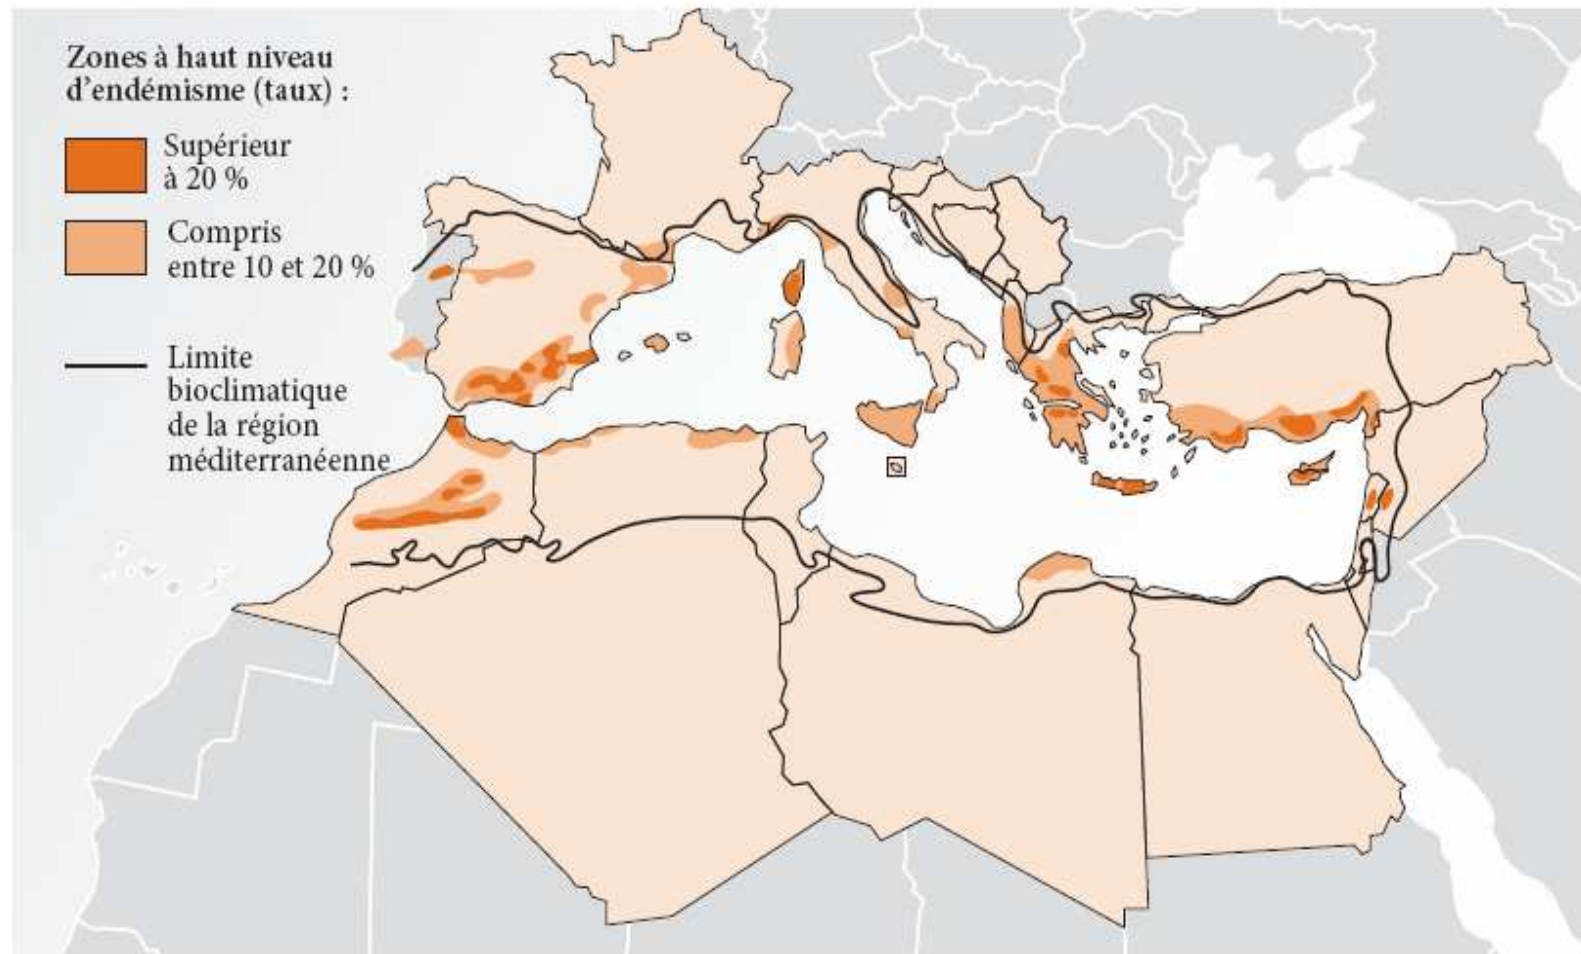 Zones à haut niveau
d'endémisme (taux) :
Supérieur
à 20 %
Compris
entre 10 et 20 %
Limite
bioclimatique
de la région
méditerranéenne